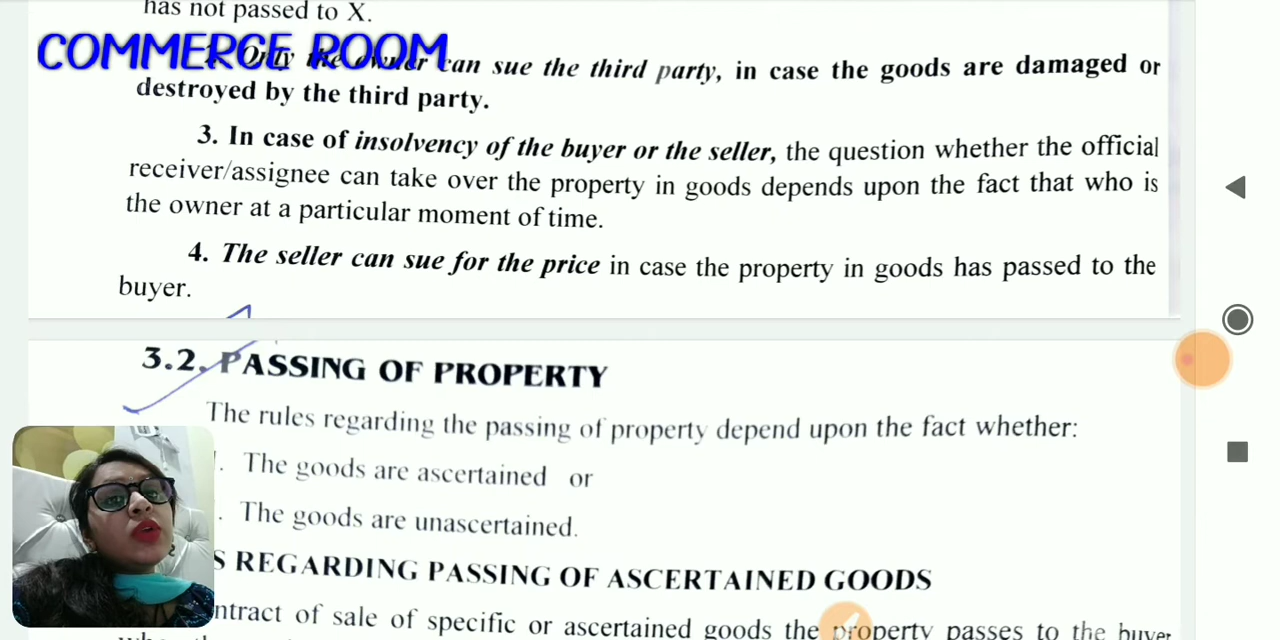 has not passed to X.
COMMERCE ROOM
2. Only the owner can sue the third party, in case the goods are damaged or
destroyed by the third party.
3. In case of insolvency of the buyer or the seller, the question whether the official
receiver/assignee can take over the property in goods depends upon the fact that who is
the owner at a particular moment of time.
4. The seller can sue for the price in case the property in goods has passed to the
buyer.
3.2. PASSING OF PROPERTY
The rules regarding the passing of property depend upon the fact whether:
The goods are ascertained or
The goods are unascertained.
REGARDING PASSING OF ASCERTAINED GOODS
of sale of specific or ascertained goods the property passes to the buyer